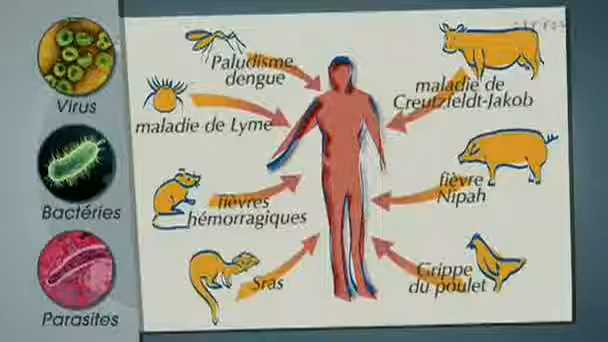 Virus
Bactéries
Parasites
Paludisme
dengue
maladie de Lyme
fièvres
hémorragiques
Sras
maladie de
Creutzfeldt-Jakob
fièvre
Nipah
Grippe
du poulet